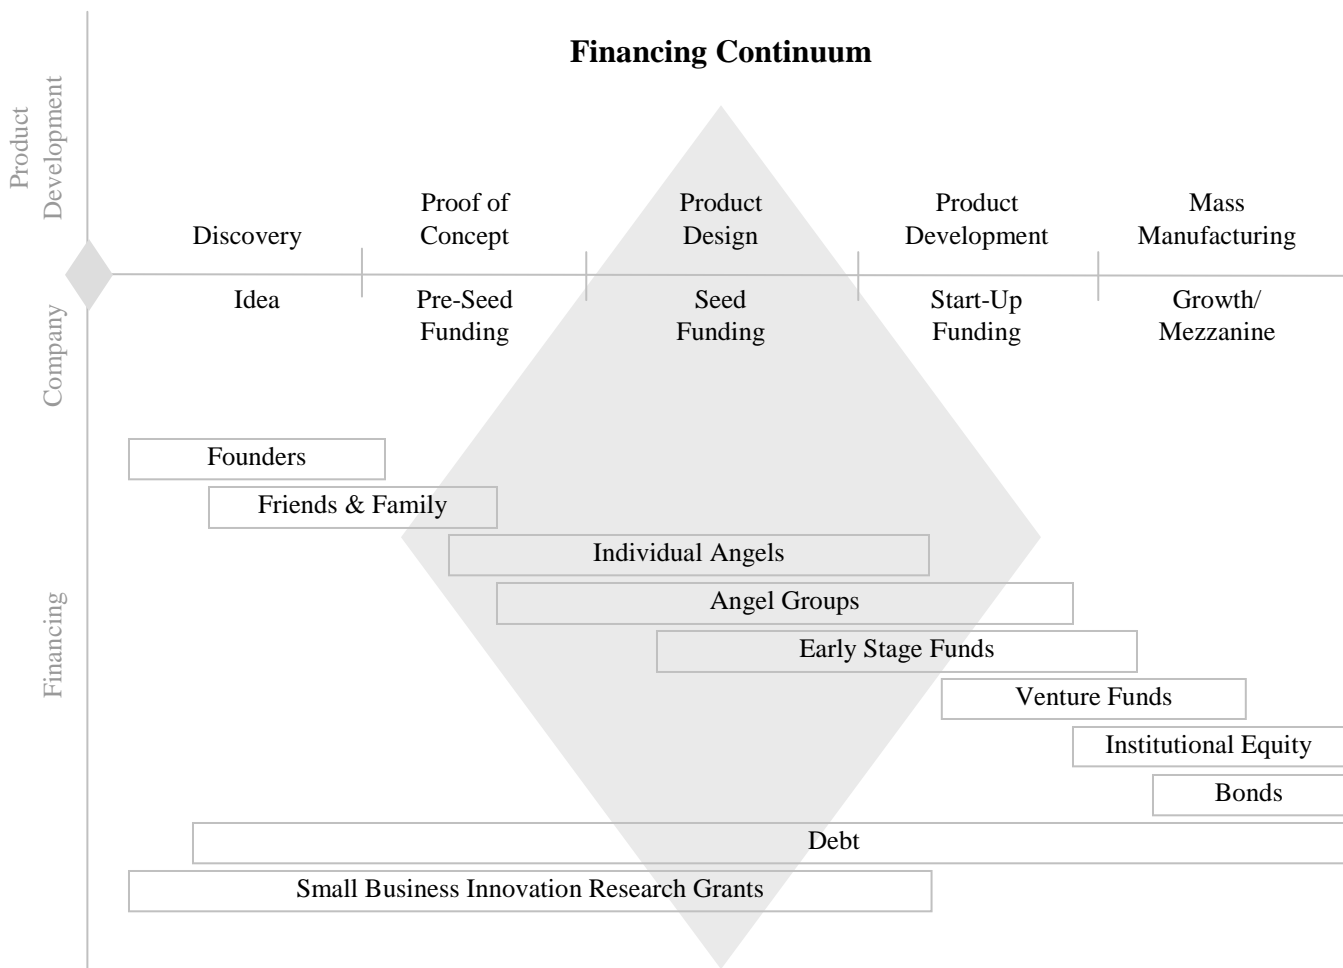 Financing Continuum
Product
Development
Discovery
Proof of
Concept
Product
Design
Product
Development
Mass
Manufacturing
Company
Idea
Pre-Seed
Funding
Seed
Funding
Start-Up
Funding
Growth/
Mezzanine
Financing
Founders
Friends & Family
Individual Angels
Angel Groups
Early Stage Funds
Venture Funds
Institutional Equity
Bonds
Debt
Small Business Innovation Research Grants